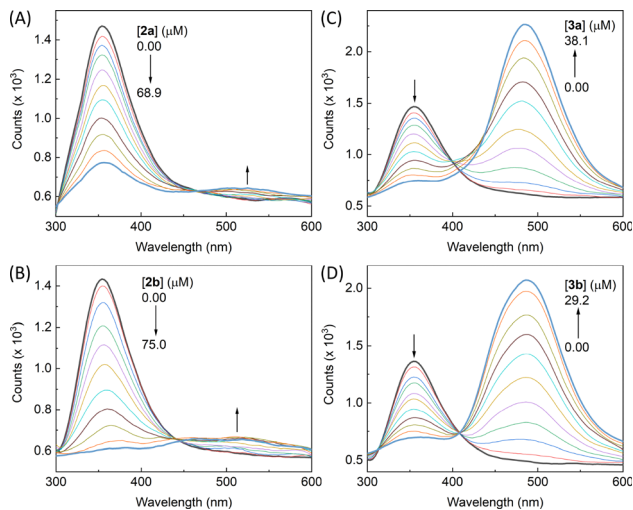 (A)
[2a] (μM)
0.00
68.9
1.4
1.2
1.0
0.8
0.6
Counts (x 10³)
300 400 500 600
Wavelength (nm)
(C)
[3a] (μM)
38.1
0.00
2.5
2.0
1.5
1.0
0.5
Counts (x 10³)
300 400 500 600
Wavelength (nm)
(B)
[2b] (μM)
0.00
75.0
1.4
1.2
1.0
0.8
0.6
Counts (x 10³)
300 400 500 600
Wavelength (nm)
(D)
[3b] (μM)
29.2
0.00
2.0
1.5
1.0
0.5
Counts (x 10³)
300 400 500 600
Wavelength (nm)